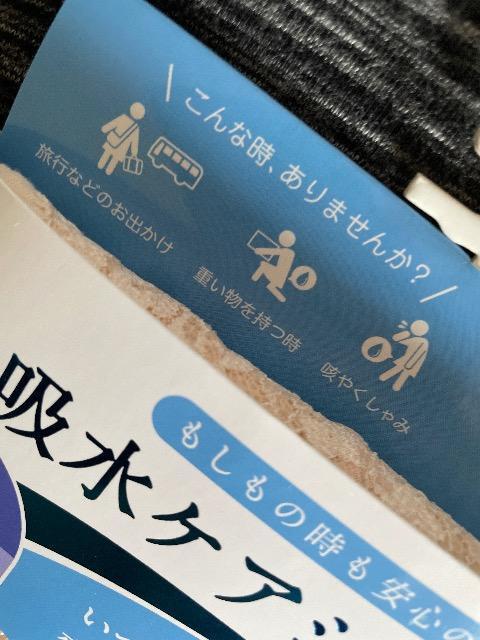 こんな時、ありませんか?
旅行などのお出かけ
重い物を持つ時
咳やくしゃみ
もしもの時も安心の
吸水ケア